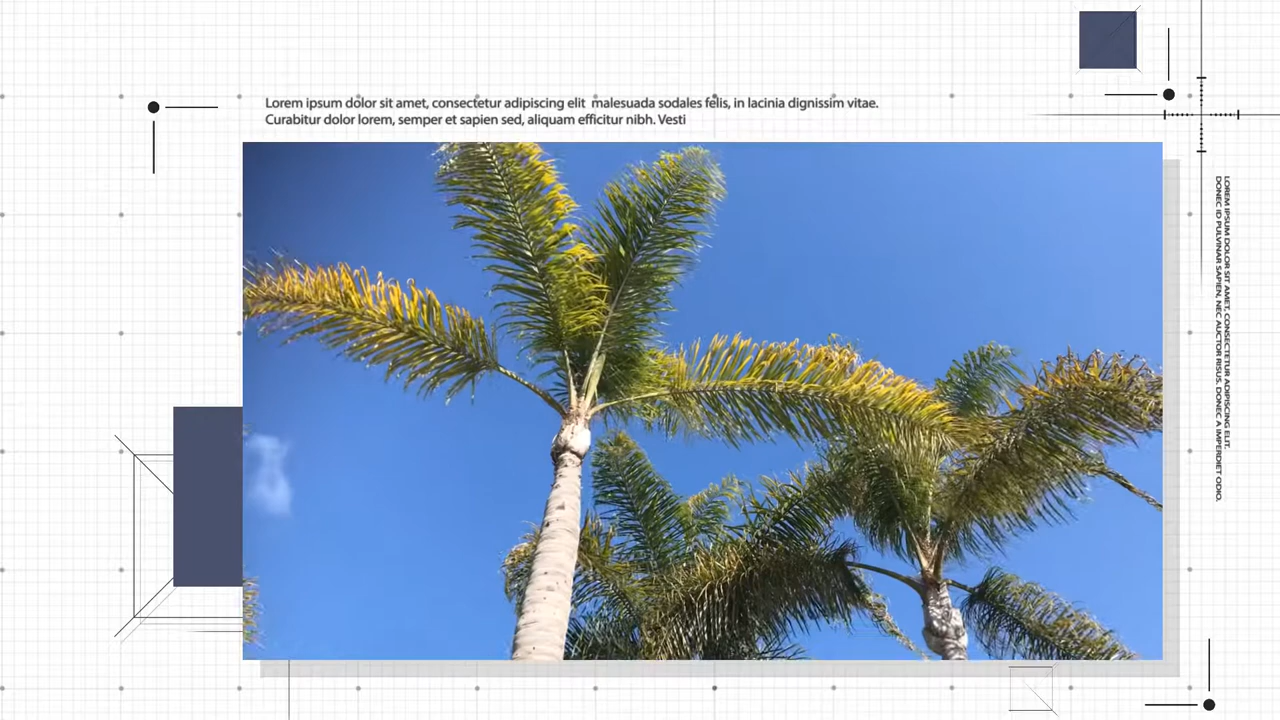 Lorem ipsum dolor sit amet, consectetur adipiscing elit  malesuada sodales felis, in lacinia dignissim vitae.
Curabitur dolor lorem, semper et sapien sed, aliquam efficitur nibh. Vesti
LOREM IPSUM DOLOR SIT AMET, CONSECTETUR ADIPISCING ELIT.
DONEC ID PULVINAR SAPIEN, NEC AUCTOR RISUS. DONEC A IMPERDIET ODIO.